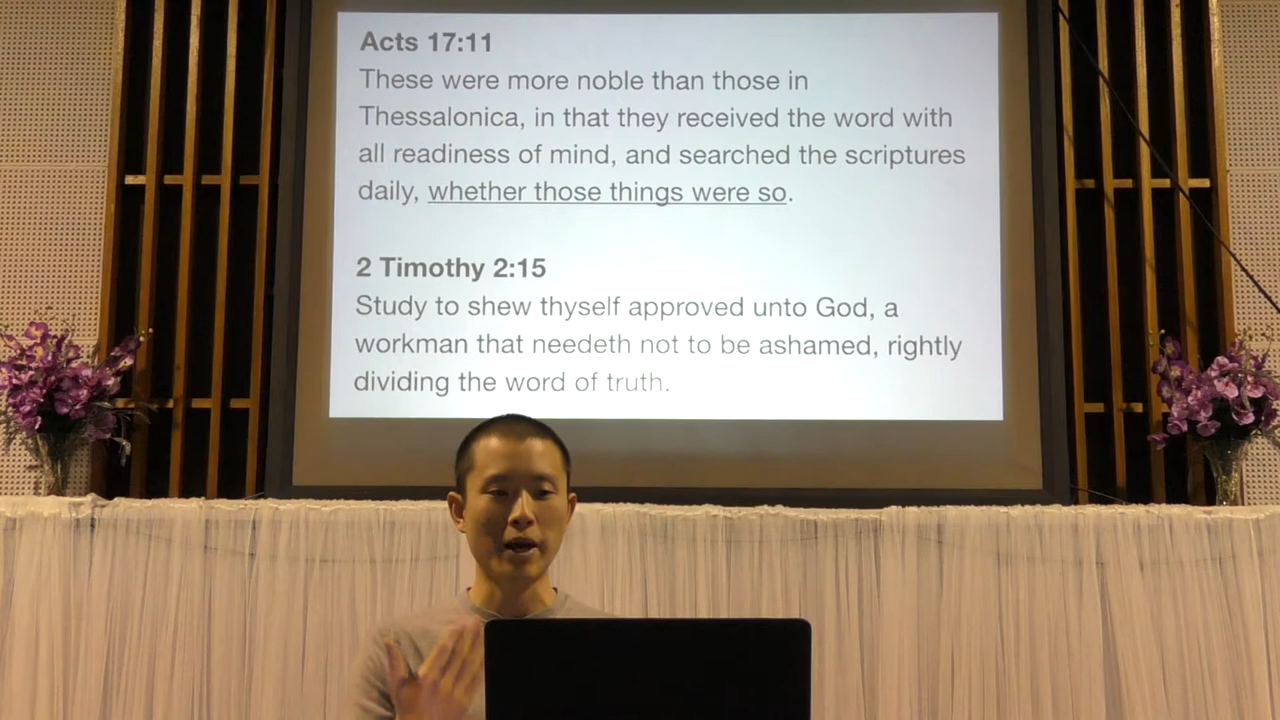 Acts 17:11
These were more noble than those in
Thessalonica, in that they received the word with
all readiness of mind, and searched the scriptures
daily, whether those things were so.
2 Timothy 2:15
Study to shew thyself approved unto God, a
workman that needeth not to be ashamed, rightly
dividing the word of truth.